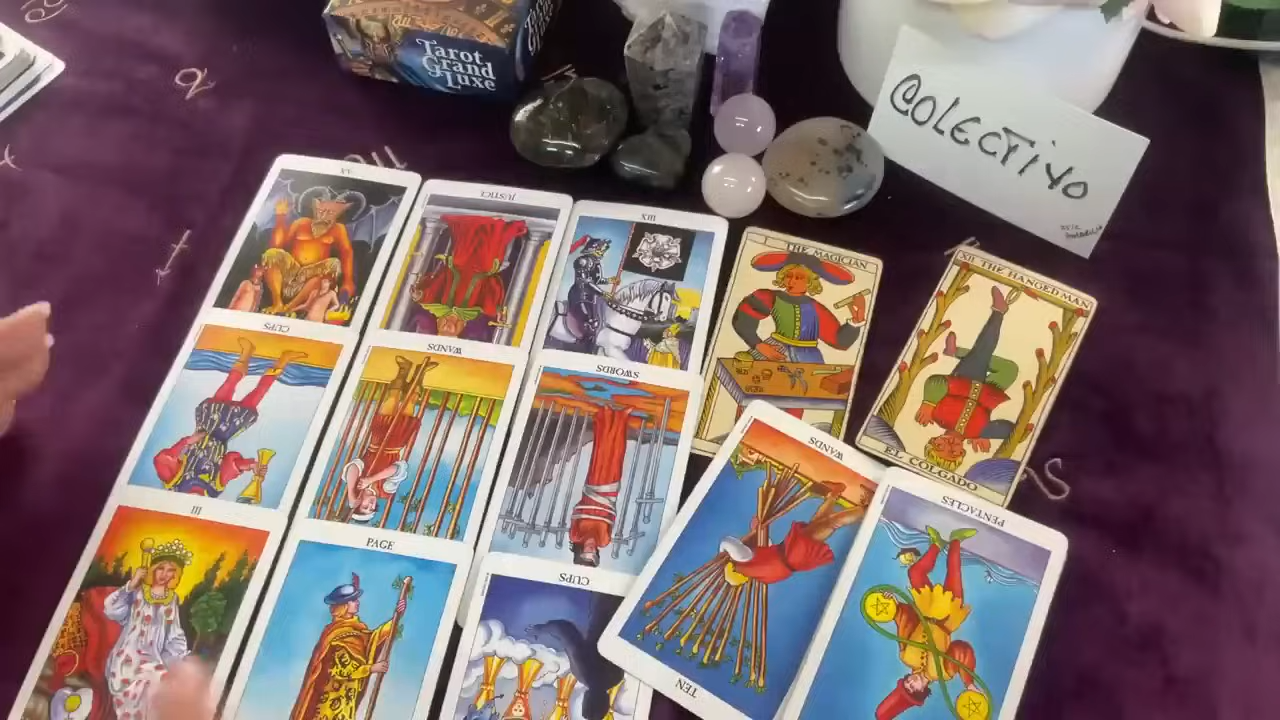 Tarot
Grand
Luxe
COLECTIVO
XV
JUSTICE
XIII
I THE MAGICIAN
XII THE HANGED MAN
EL COLGADO
CUPS
WANDS
SWORDS
WANDS
TEN
PENTACLES
III
PAGE
CUPS